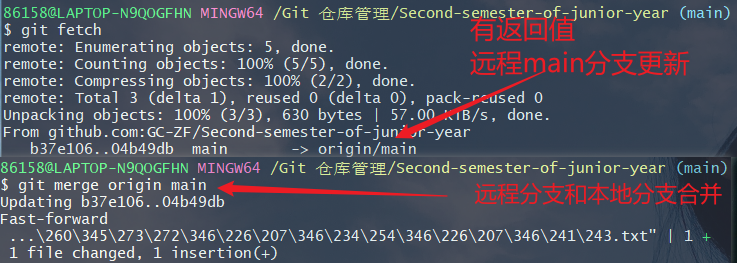 86158@LAPTOP-N9QOGFHN MINGW64 /Git 仓库管理/Second-semester-of-junior-year (main)
$ git fetch
有返回值
remote: Enumerating objects: 5, done.
远程main分支更新
remote: Counting objects: 100% (5/5), done.
remote: Compressing objects: 100% (2/2), done.
remote: Total 3 (delta 1), reused 0 (delta 0), pack-reused 0
Unpacking objects: 100% (3/3), 630 bytes | 57.00 KiB/s, done.
From github.com:GC-ZF/Second-semester-of-junior-year
b37e106..04b49db main -> origin/main
86158@LAPTOP-N9QOGFHN MINGW64 /Git 仓库管理/Second-semester-of-junior-year (main)
$ git merge origin main
远程分支和本地分支合并
Updating b37e106..04b49db
Fast-forward
...\260\345\273\272\346\226\207\346\234\254\346\226\207\346\241\243.txt" | 1 +
1 file changed, 1 insertion(+)